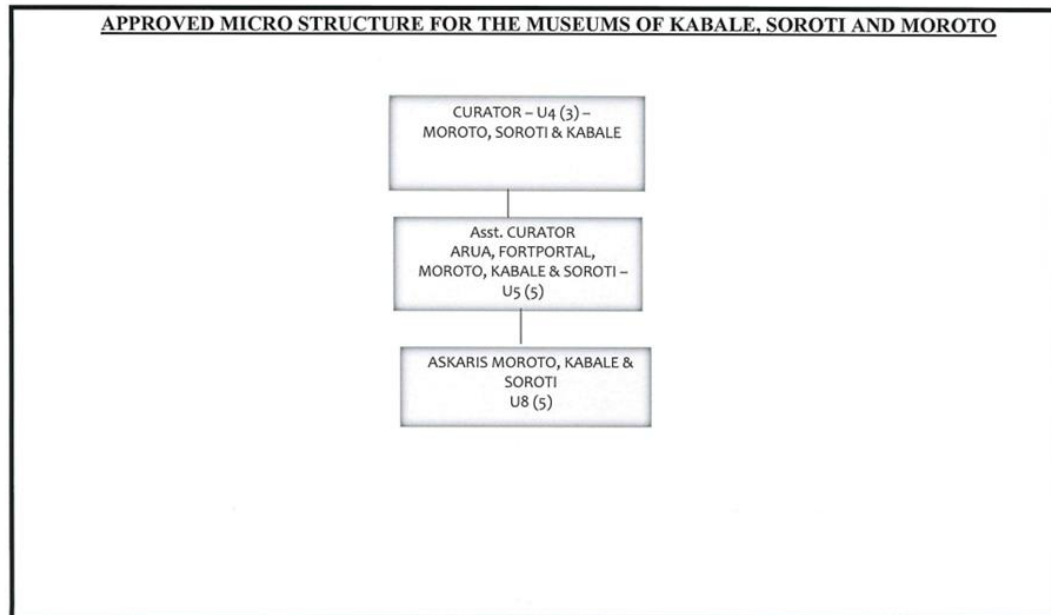 APPROVED MICRO STRUCTURE FOR THE MUSEUMS OF KABALE, SOROTI AND MOROTO
CURATOR – U4 (3) –
MOROTO, SOROTI & KABALE
Asst. CURATOR
ARUA, FORTPORTAL,
MOROTO, KABALE & SOROTI –
U5 (5)
ASKARIS MOROTO, KABALE &
SOROTI
U8 (5)